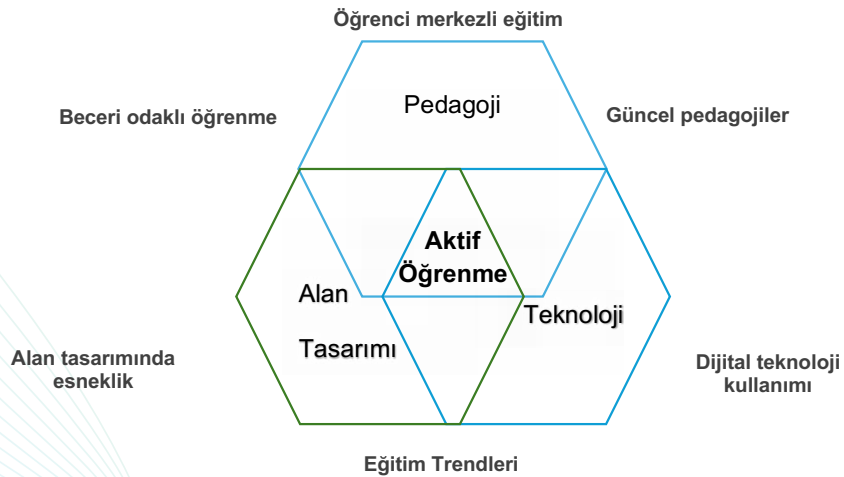 Öğrenci merkezli eğitim
Pedagoji
Beceri odaklı öğrenme
Güncel pedagojiler
Aktif
Öğrenme
Alan
Tasarımı
Teknoloji
Alan tasarımında
esneklik
Dijital teknoloji
kullanımı
Eğitim Trendleri